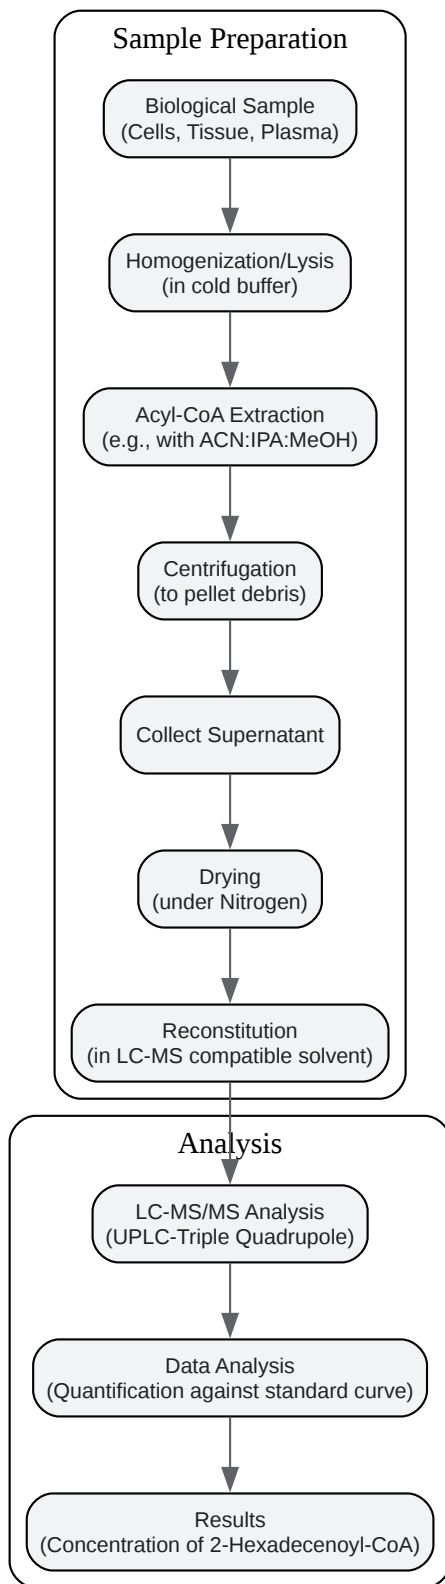 Sample Preparation
Biological Sample
(Cells, Tissue, Plasma)
Homogenization/Lysis
(in cold buffer)
Acyl-CoA Extraction
(e.g., with ACN:IPA:MeOH)
Centrifugation
(to pellet debris)
Collect Supernatant
Drying
(under Nitrogen)
Reconstitution
(in LC-MS compatible solvent)
Analysis
LC-MS/MS Analysis
(UPLC-Triple Quadrupole)
Data Analysis
(Quantification against standard curve)
Results
(Concentration of 2-Hexadecenoyl-CoA)